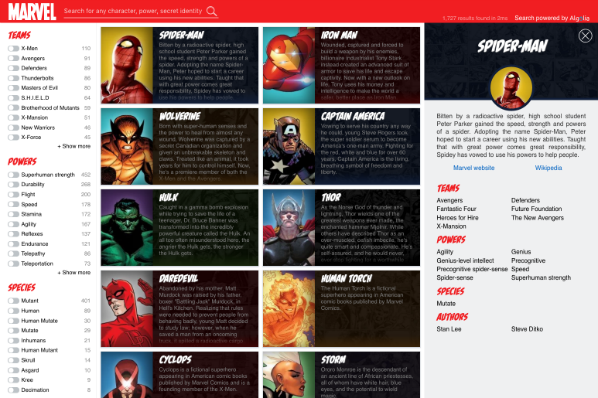 MARVEL
Search for any character, power, secret identity
1,727 results found in 2ms
Search powered by Algolia
TEAMS
X-Men 110
Avengers 91
Defenders 89
Thunderbolts 86
Masters of Evil 80
S.H.I.E.L.D 64
Brotherhood of Mutants 59
X-Mansion 51
New Warriors 46
X-Force 45
+ Show more
POWERS
Superhuman strength 452
Durability
Flight 200
Speed 178
Stamina 172
Agility 167
Reflexes 137
Endurance 121
Telepathy 86
Teleportation 73
+ Show more
SPECIES
Mutant 421
Human
Human Mutant 30
Mutate 29
Inhumans 21
Human Mutant 15
Skrull 14
Asgard 10
Kree 9
Decimation 8
SPIDER-MAN
Bitten by a radioactive spider, high
school student Peter Parker gained
the speed, strength and powers of a
spider. Adopting the name Spider-
Man, Peter hoped to start a career
using his new abilities. Taught that
with great power comes great
responsibility, Spidey has vowed to
use his powers to help people.
IRON MAN
Wounded, captured and forced to
build a weapon by his enemies,
billionaire industrialist Tony Stark
instead created an advanced suit of
armor to save his life and escape
captivity. Now with a new outlook on
life, Tony uses his money and
intelligence to make the world a
WOLVERINE
Born with super-human senses and
the power to heal from almost any
wound, Wolverine was captured by a
secret Canadian organization and
given an unbreakable skeleton and
claws. Treated like an animal, it took
years for him to control himself. Now,
he's a premiere member of both the
X-Men and the Avengers.
CAPTAIN AMERICA
Vowing to serve his country any way
he could, young Steve Rogers took
the super soldier serum to become
America's one-man army. Fighting for
the red, white and blue for over 60
years, Captain America is the living,
breathing symbol of freedom and
liberty.
HULK
Caught in a gamma bomb explosion
while trying to save the life of a
teenager, Dr. Bruce Banner was
transformed into the incredibly
powerful creature called the Hulk. An
all too often misunderstood hero, the
angrier the Hulk gets, the stronger
the Hulk gets.
THOR
As the Norse God of thunder and
lightning, Thor wields one of the
greatest weapons ever made, the
enchanted hammer Mjolnir. While
others have described Thor as an
over-muscled, oafish imbecile, he's
quite smart and compassionate. He's
self-assured, and he would never,
DAREDEVIL
Abandoned by his mother, Matt
Murdock was raised by his father,
boxer "Battling Jack" Murdock, in
Hell's Kitchen. Realizing that rules
were needed to prevent people from
behaving badly, young Matt decided
to study law; however, when he
saved a man from an oncoming
HUMAN TORCH
The Human Torch is a fictional
superhero appearing in American
comic books published by Marvel
Comics.
CYCLOPS
Cyclops is a fictional superhero
appearing in American comic books
published by Marvel Comics and is a
founding member of the X-Men.
STORM
Ororo Monroe is the descendant of
an ancient line of African priestesses,
all of whom have white hair, blue
eyes, and the potential to wield
SPIDER-MAN
Bitten by a radioactive spider, high school student
Peter Parker gained the speed, strength and powers
of a spider. Adopting the name Spider-Man, Peter
hoped to start a career using his new abilities. Taught
that with great power comes great responsibility,
Spidey has vowed to use his powers to help people.
Marvel website
Wikipedia
TEAMS
Avengers Defenders
Fantastic Four Future Foundation
Heroes for Hire The New Avengers
X-Mansion
POWERS
Agility Genius
Genius-level intellect Precognitive
Precognitive spider-sense Speed
Spider-sense Superhuman strength
SPECIES
Mutate
AUTHORS
Stan Lee Steve Ditko